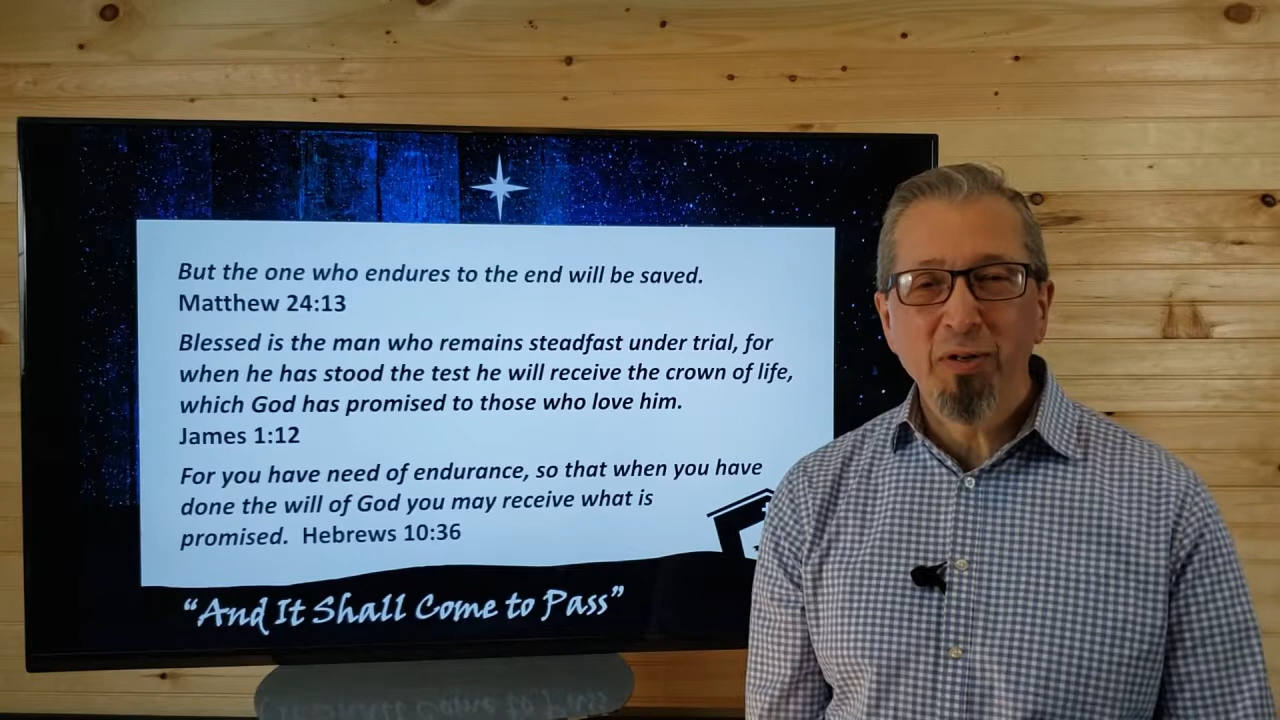 But the one who endures to the end will be saved.
Matthew 24:13
Blessed is the man who remains steadfast under trial, for
when he has stood the test he will receive the crown of life,
which God has promised to those who love him.
James 1:12
For you have need of endurance, so that when you have
done the will of God you may receive what is
promised. Hebrews 10:36
“And It Shall Come to Pass”